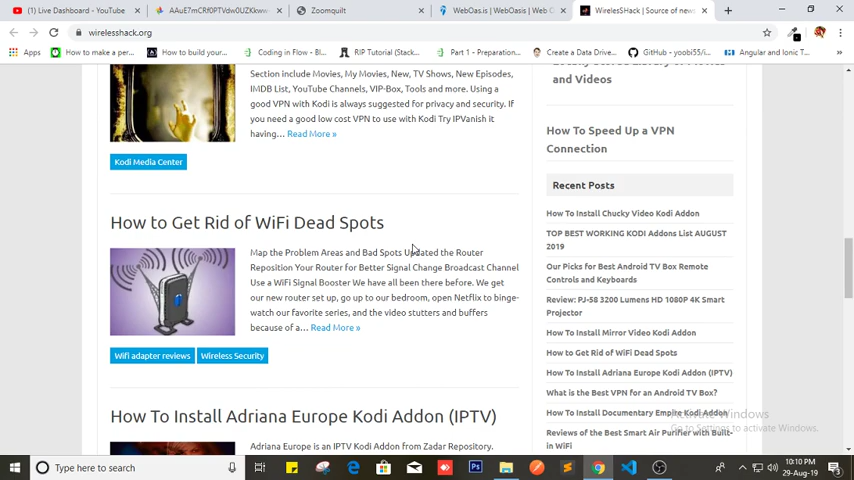 (1) Live Dashboard - YouTube
AAuE7mCRf0PTVdw0UZKww
Zoomquilt
WebOas.is | WebOasis | Web C
WirelesSHack | Source of news
wirelesshack.org
Apps
How to make a per...
How to build your...
Coding in Flow - Bl...
RIP Tutorial (Stack...
Part 1 - Preparation...
Create a Data Drive...
GitHub - yoobi55/i...
Angular and Ionic T...
Section include Movies, My Movies, New, TV Shows, New Episodes,
IMDB List, YouTube Channels, VIP-Box, Tools and more. Using a
good VPN with Kodi is always suggested for privacy and security. If
you need a good low cost VPN to use with Kodi Try IPVanish it
having... Read More »
Kodi Media Center
How to Get Rid of WiFi Dead Spots
Map the Problem Areas and Bad Spots Updated the Router
Reposition Your Router for Better Signal Change Broadcast Channel
Use a WiFi Signal Booster We have all been there before. We get
our new router set up, go up to our bedroom, open Netflix to binge-
watch our favorite series, and the video stutters and buffers
because of a... Read More »
Wifi adapter reviews
Wireless Security
How To Install Adriana Europe Kodi Addon (IPTV)
Adriana Europe is an IPTV Kodi Addon from Zadar Repository.
and Videos
How To Speed Up a VPN
Connection
Recent Posts
How To Install Chucky Video Kodi Addon
TOP BEST WORKING KODI Addons List AUGUST
2019
Our Picks for Best Android TV Box Remote
Controls and Keyboards
Review: PJ-58 3200 Lumens HD 1080P 4K Smart
Projector
How To Install Mirror Video Kodi Addon
How to Get Rid of WiFi Dead Spots
How To Install Adriana Europe Kodi Addon (IPTV)
What is the Best VPN for an Android TV Box?
How To Install Documentary Empire Kodi Addon
Reviews of the Best Smart Air Purifier with Built-
in WiFi
Activate Windows
Go to Settings to activate Windows.
Type here to search
10:10 PM
29-Aug-19